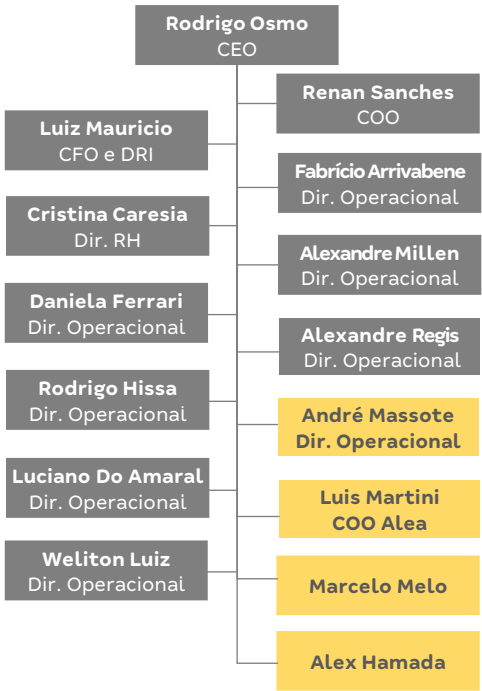 Rodrigo Osmo
CEO
Renan Sanches
COO
Luiz Mauricio
CFO e DRI
Fabrício Arrivabene
Dir. Operacional
Cristina Caresia
Dir. RH
Alexandre Millen
Dir. Operacional
Daniela Ferrari
Dir. Operacional
Alexandre Regis
Dir. Operacional
Rodrigo Hissa
Dir. Operacional
André Massote
Dir. Operacional
Luciano Do Amaral
Dir. Operacional
Luis Martini
COO Alea
Weliton Luiz
Dir. Operacional
Marcelo Melo
Alex Hamada